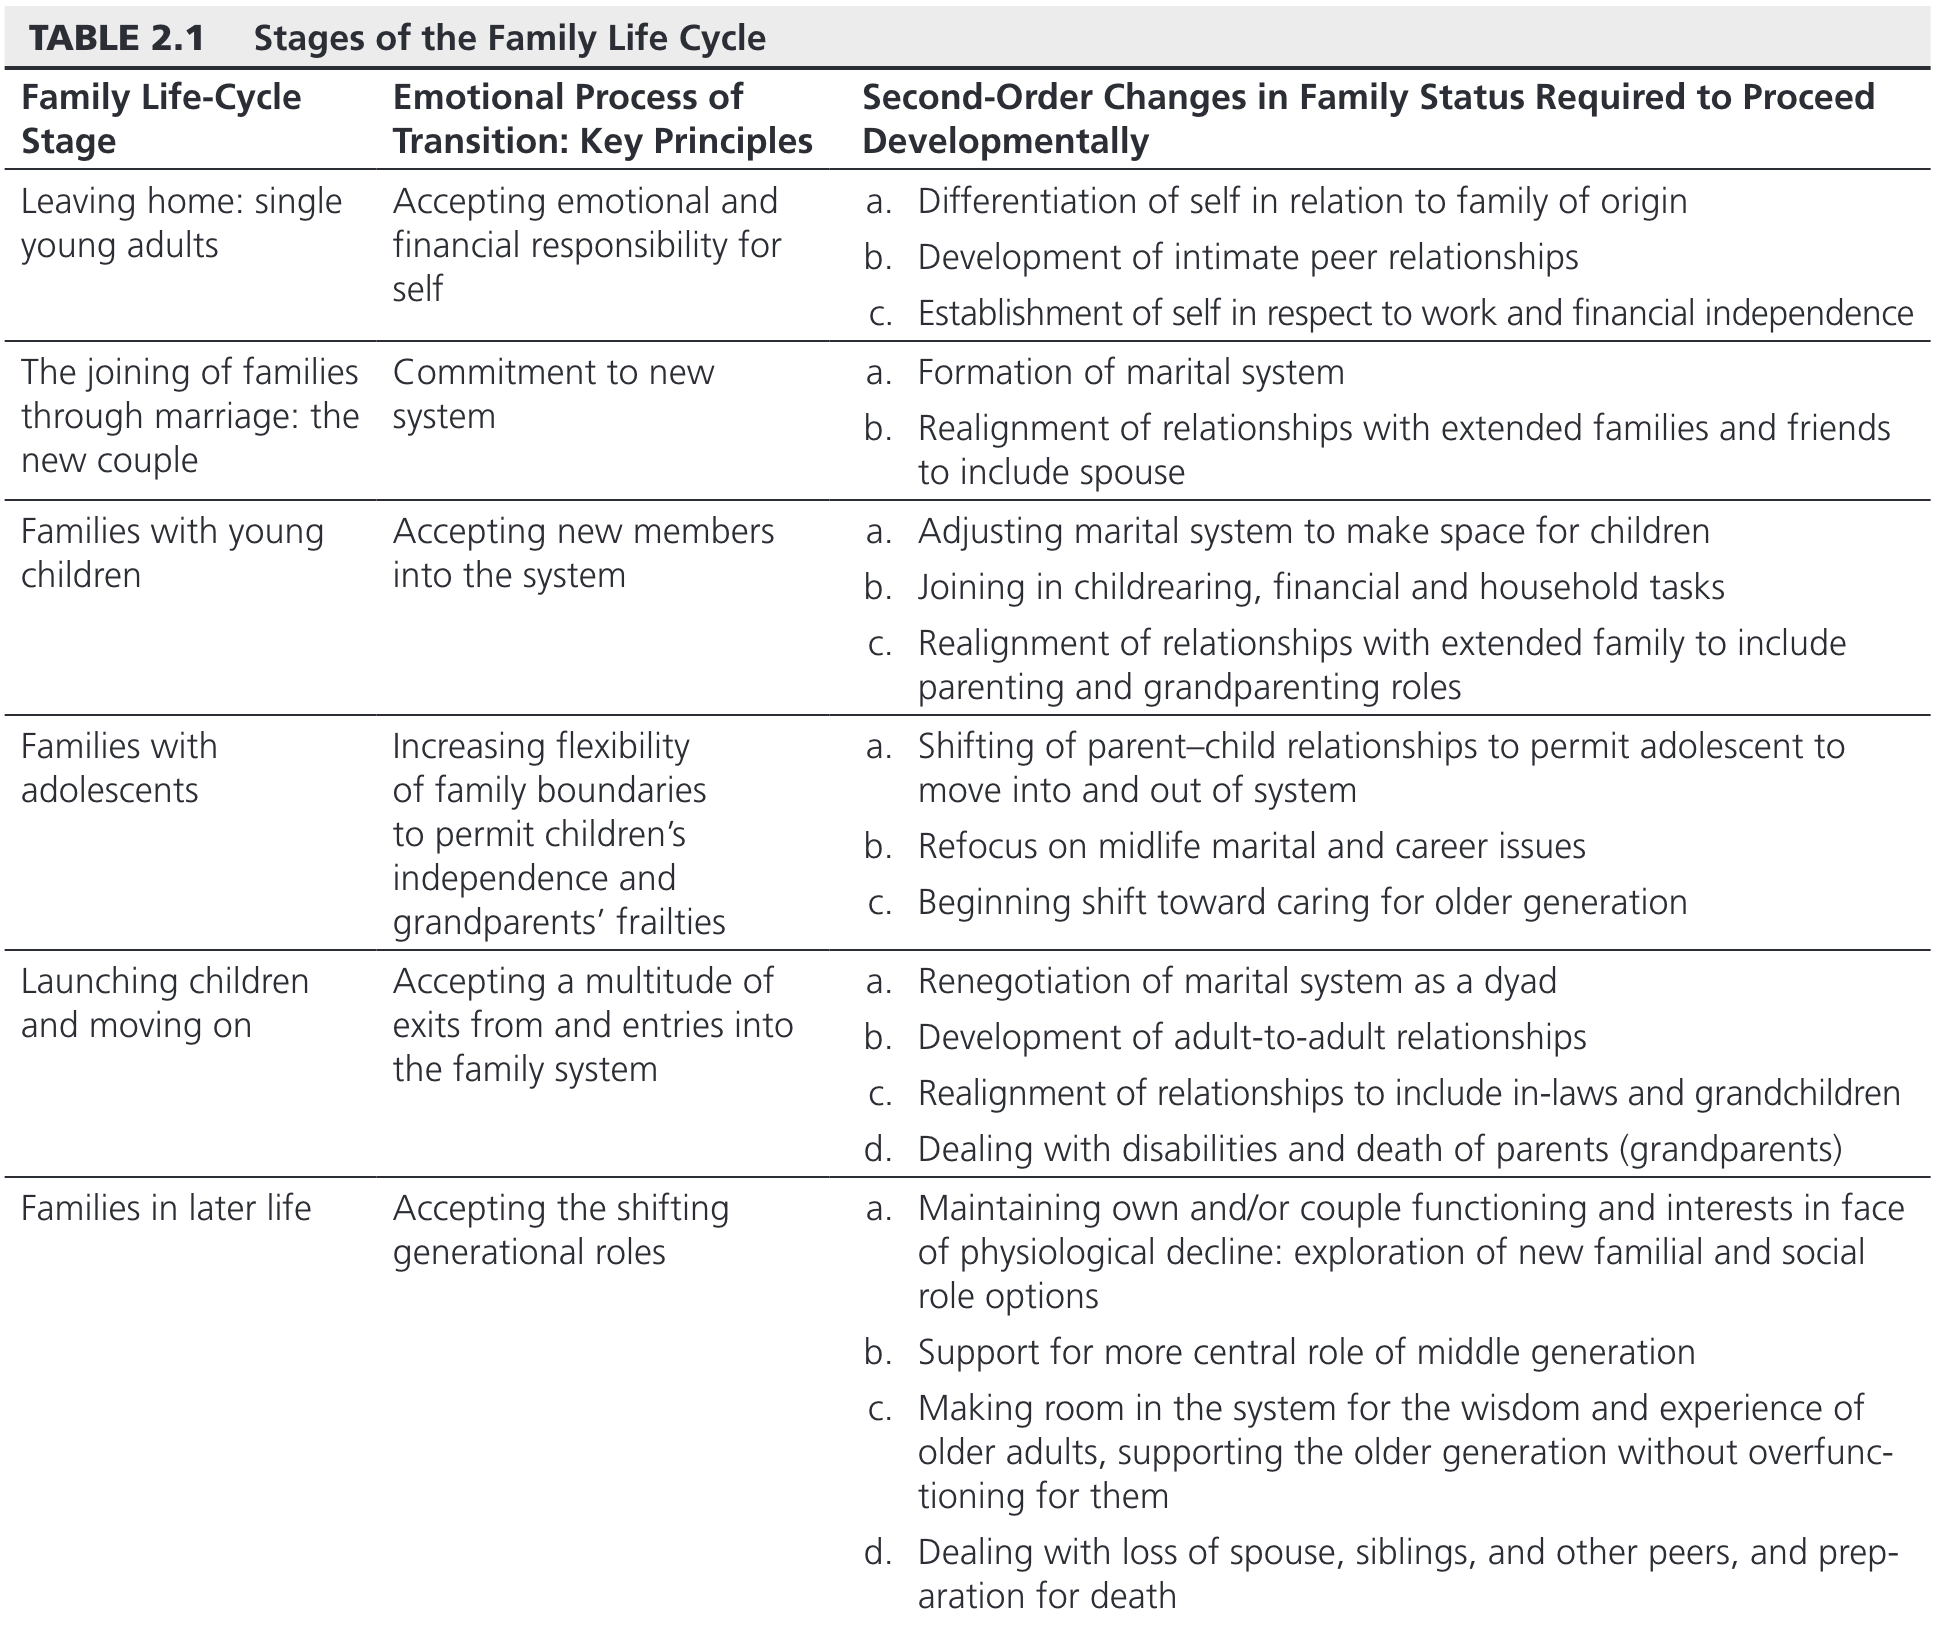 TABLE 2.1 Stages of the Family Life Cycle
Family Life-Cycle
Stage
Emotional Process of
Transition: Key Principles
Second-Order Changes in Family Status Required to Proceed
Developmentally
Leaving home: single
young adults
Accepting emotional and
financial responsibility for
self
a. Differentiation of self in relation to family of origin
b. Development of intimate peer relationships
c. Establishment of self in respect to work and financial independence
The joining of families
through marriage: the
new couple
Commitment to new
system
a. Formation of marital system
b. Realignment of relationships with extended families and friends
to include spouse
Families with young
children
Accepting new members
into the system
a. Adjusting marital system to make space for children
b. Joining in childrearing, financial and household tasks
c. Realignment of relationships with extended family to include
parenting and grandparenting roles
Families with
adolescents
Increasing flexibility
of family boundaries
to permit children’s
independence and
grandparents’ frailties
a. Shifting of parent–child relationships to permit adolescent to
move into and out of system
b. Refocus on midlife marital and career issues
c. Beginning shift toward caring for older generation
Launching children
and moving on
Accepting a multitude of
exits from and entries into
the family system
a. Renegotiation of marital system as a dyad
b. Development of adult-to-adult relationships
c. Realignment of relationships to include in-laws and grandchildren
d. Dealing with disabilities and death of parents (grandparents)
Families in later life
Accepting the shifting
generational roles
a. Maintaining own and/or couple functioning and interests in face
of physiological decline: exploration of new familial and social
role options
b. Support for more central role of middle generation
c. Making room in the system for the wisdom and experience of
older adults, supporting the older generation without overfunc-
tioning for them
d. Dealing with loss of spouse, siblings, and other peers, and prep-
aration for death